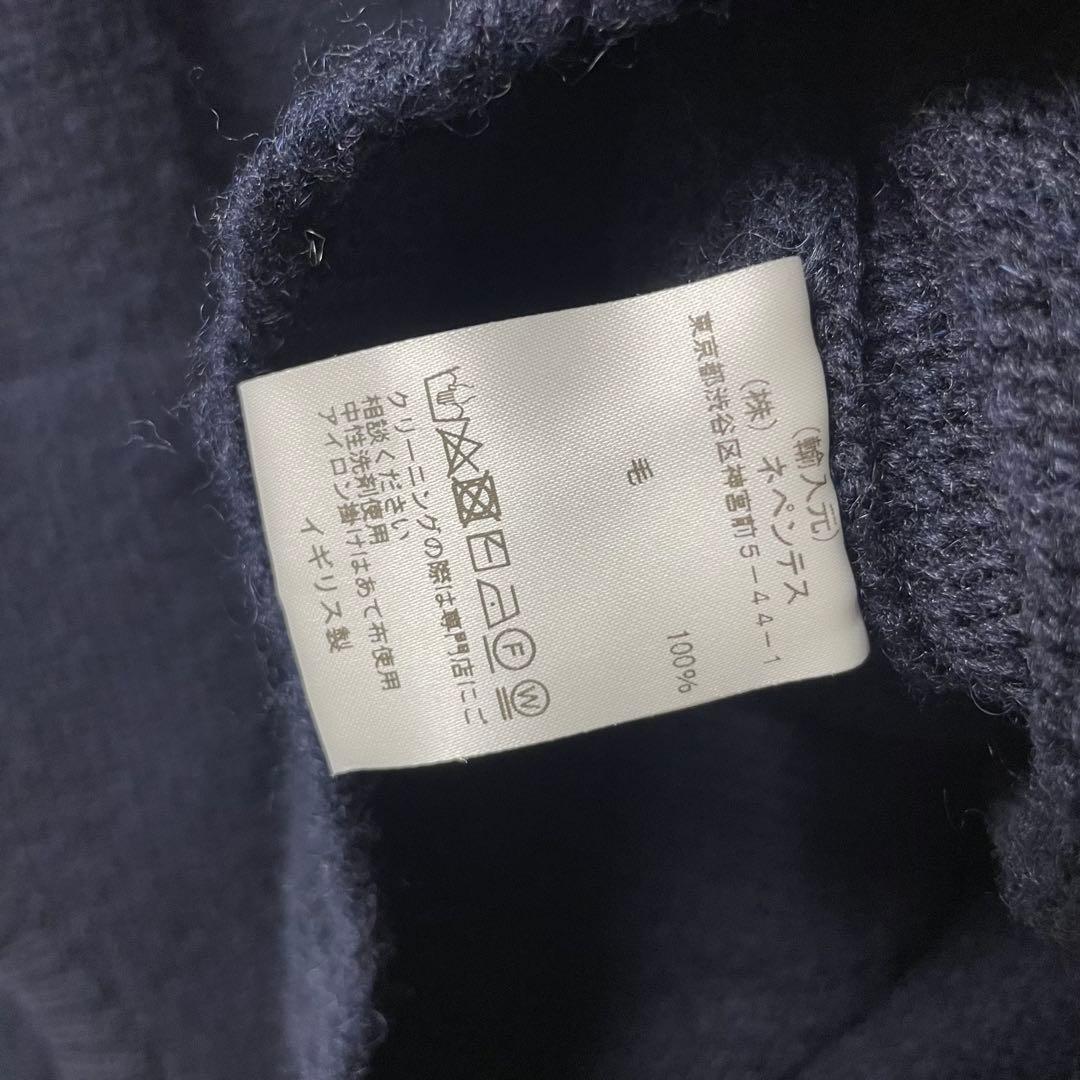 （輸入元）
（株）ネペンテス
東京都渋谷区神宮前5-44-1
毛 100%
F W
クリーニングの際は専門店にご
相談ください
中性洗剤使用
アイロン掛けはあて布使用
イギリス製